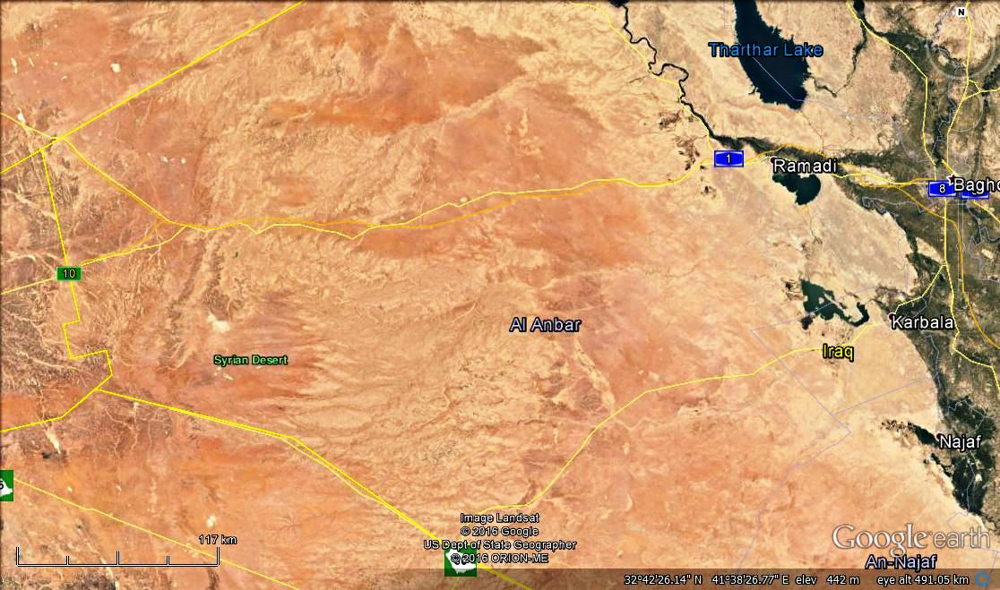 N
Tharthar Lake
1
Ramadi
8
Baghd
10
Al Anbar
Karbala
Iraq
Syrian Desert
Najaf
Image Landsat
© 2016 Google
US Dept of State Geographer
© 2016 ORION-ME
117 km
Google earth
An-Najaf
32°42'26.14" N 41°38'26.77" E elev 442 m eye alt 491.05 km